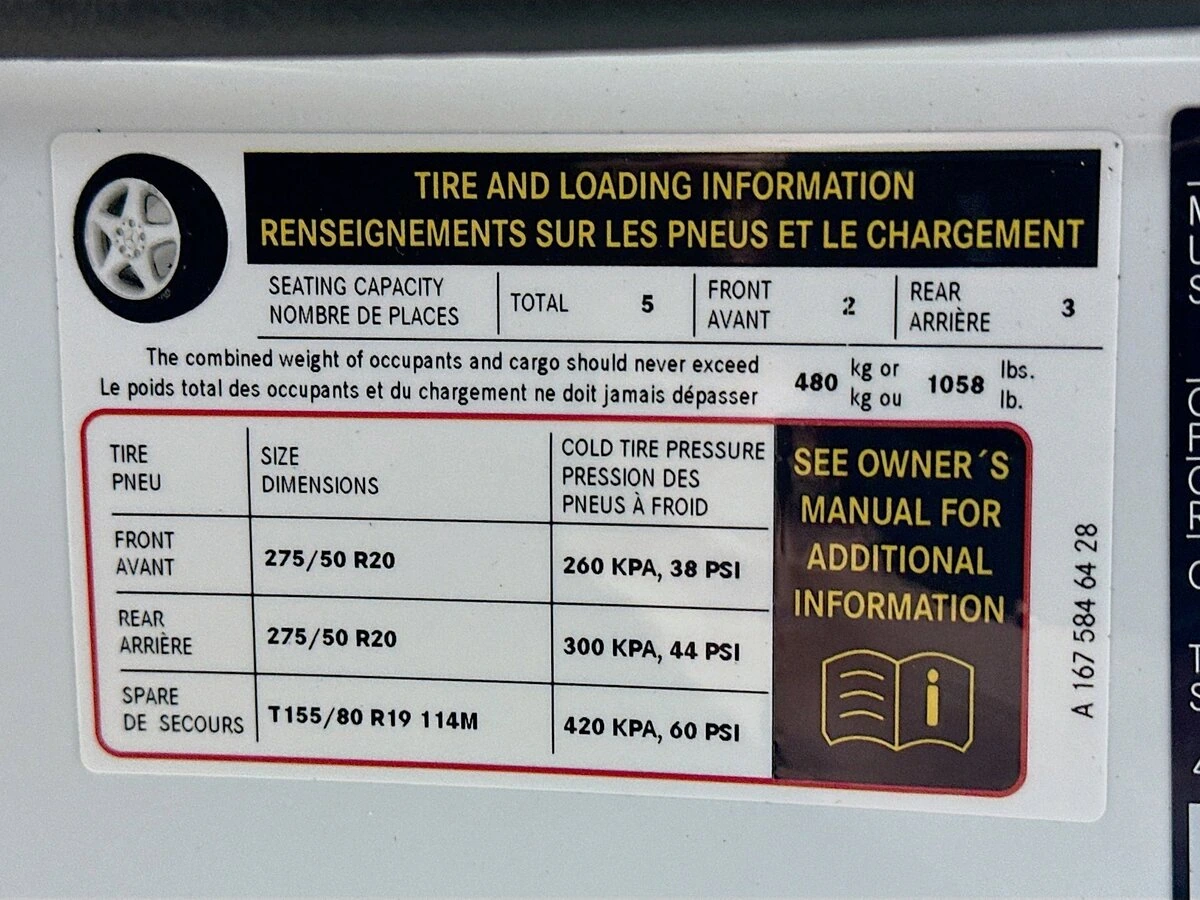 TIRE AND LOADING INFORMATION
RENSEIGNEMENTS SUR LES PNEUS ET LE CHARGEMENT
SEATING CAPACITY
NOMBRE DE PLACES
TOTAL 5
FRONT
AVANT
2
REAR
ARRIÈRE
3
The combined weight of occupants and cargo should never exceed
Le poids total des occupants et du chargement ne doit jamais dépasser
480
kg or
kg ou
1058
lbs.
lb.
TIRE
PNEU
SIZE
DIMENSIONS
COLD TIRE PRESSURE
PRESSION DES
PNEUS À FROID
FRONT
AVANT
275/50 R20
260 KPA, 38 PSI
REAR
ARRIÈRE
275/50 R20
300 KPA, 44 PSI
SPARE
DE SECOURS
T155/80 R19 114M
420 KPA, 60 PSI
SEE OWNER´S
MANUAL FOR
ADDITIONAL
INFORMATION
i
A 167 584 64 28